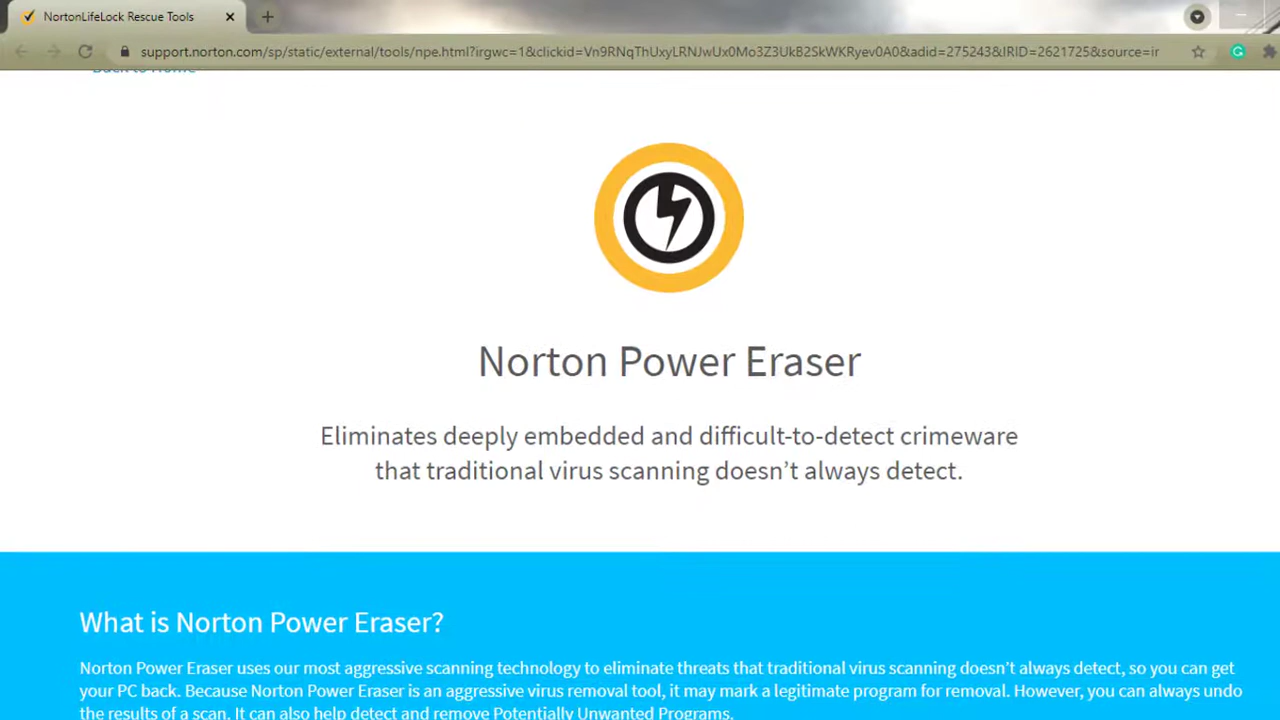 NortonLifeLock Rescue Tools
support.norton.com/sp/static/external/tools/npe.html?irgwc=1&clickid=Vn9RNqThUxyLRNJwUx0Mo3Z3UkB2SkWKRyev0A0&adid=275243&IRID=2621725&source=ir
Back to Home
Norton Power Eraser
Eliminates deeply embedded and difficult-to-detect crimeware
that traditional virus scanning doesn’t always detect.
What is Norton Power Eraser?
Norton Power Eraser uses our most aggressive scanning technology to eliminate threats that traditional virus scanning doesn’t always detect, so you can get
your PC back. Because Norton Power Eraser is an aggressive virus removal tool, it may mark a legitimate program for removal. However, you can always undo
the results of a scan. It can also help detect and remove Potentially Unwanted Programs.